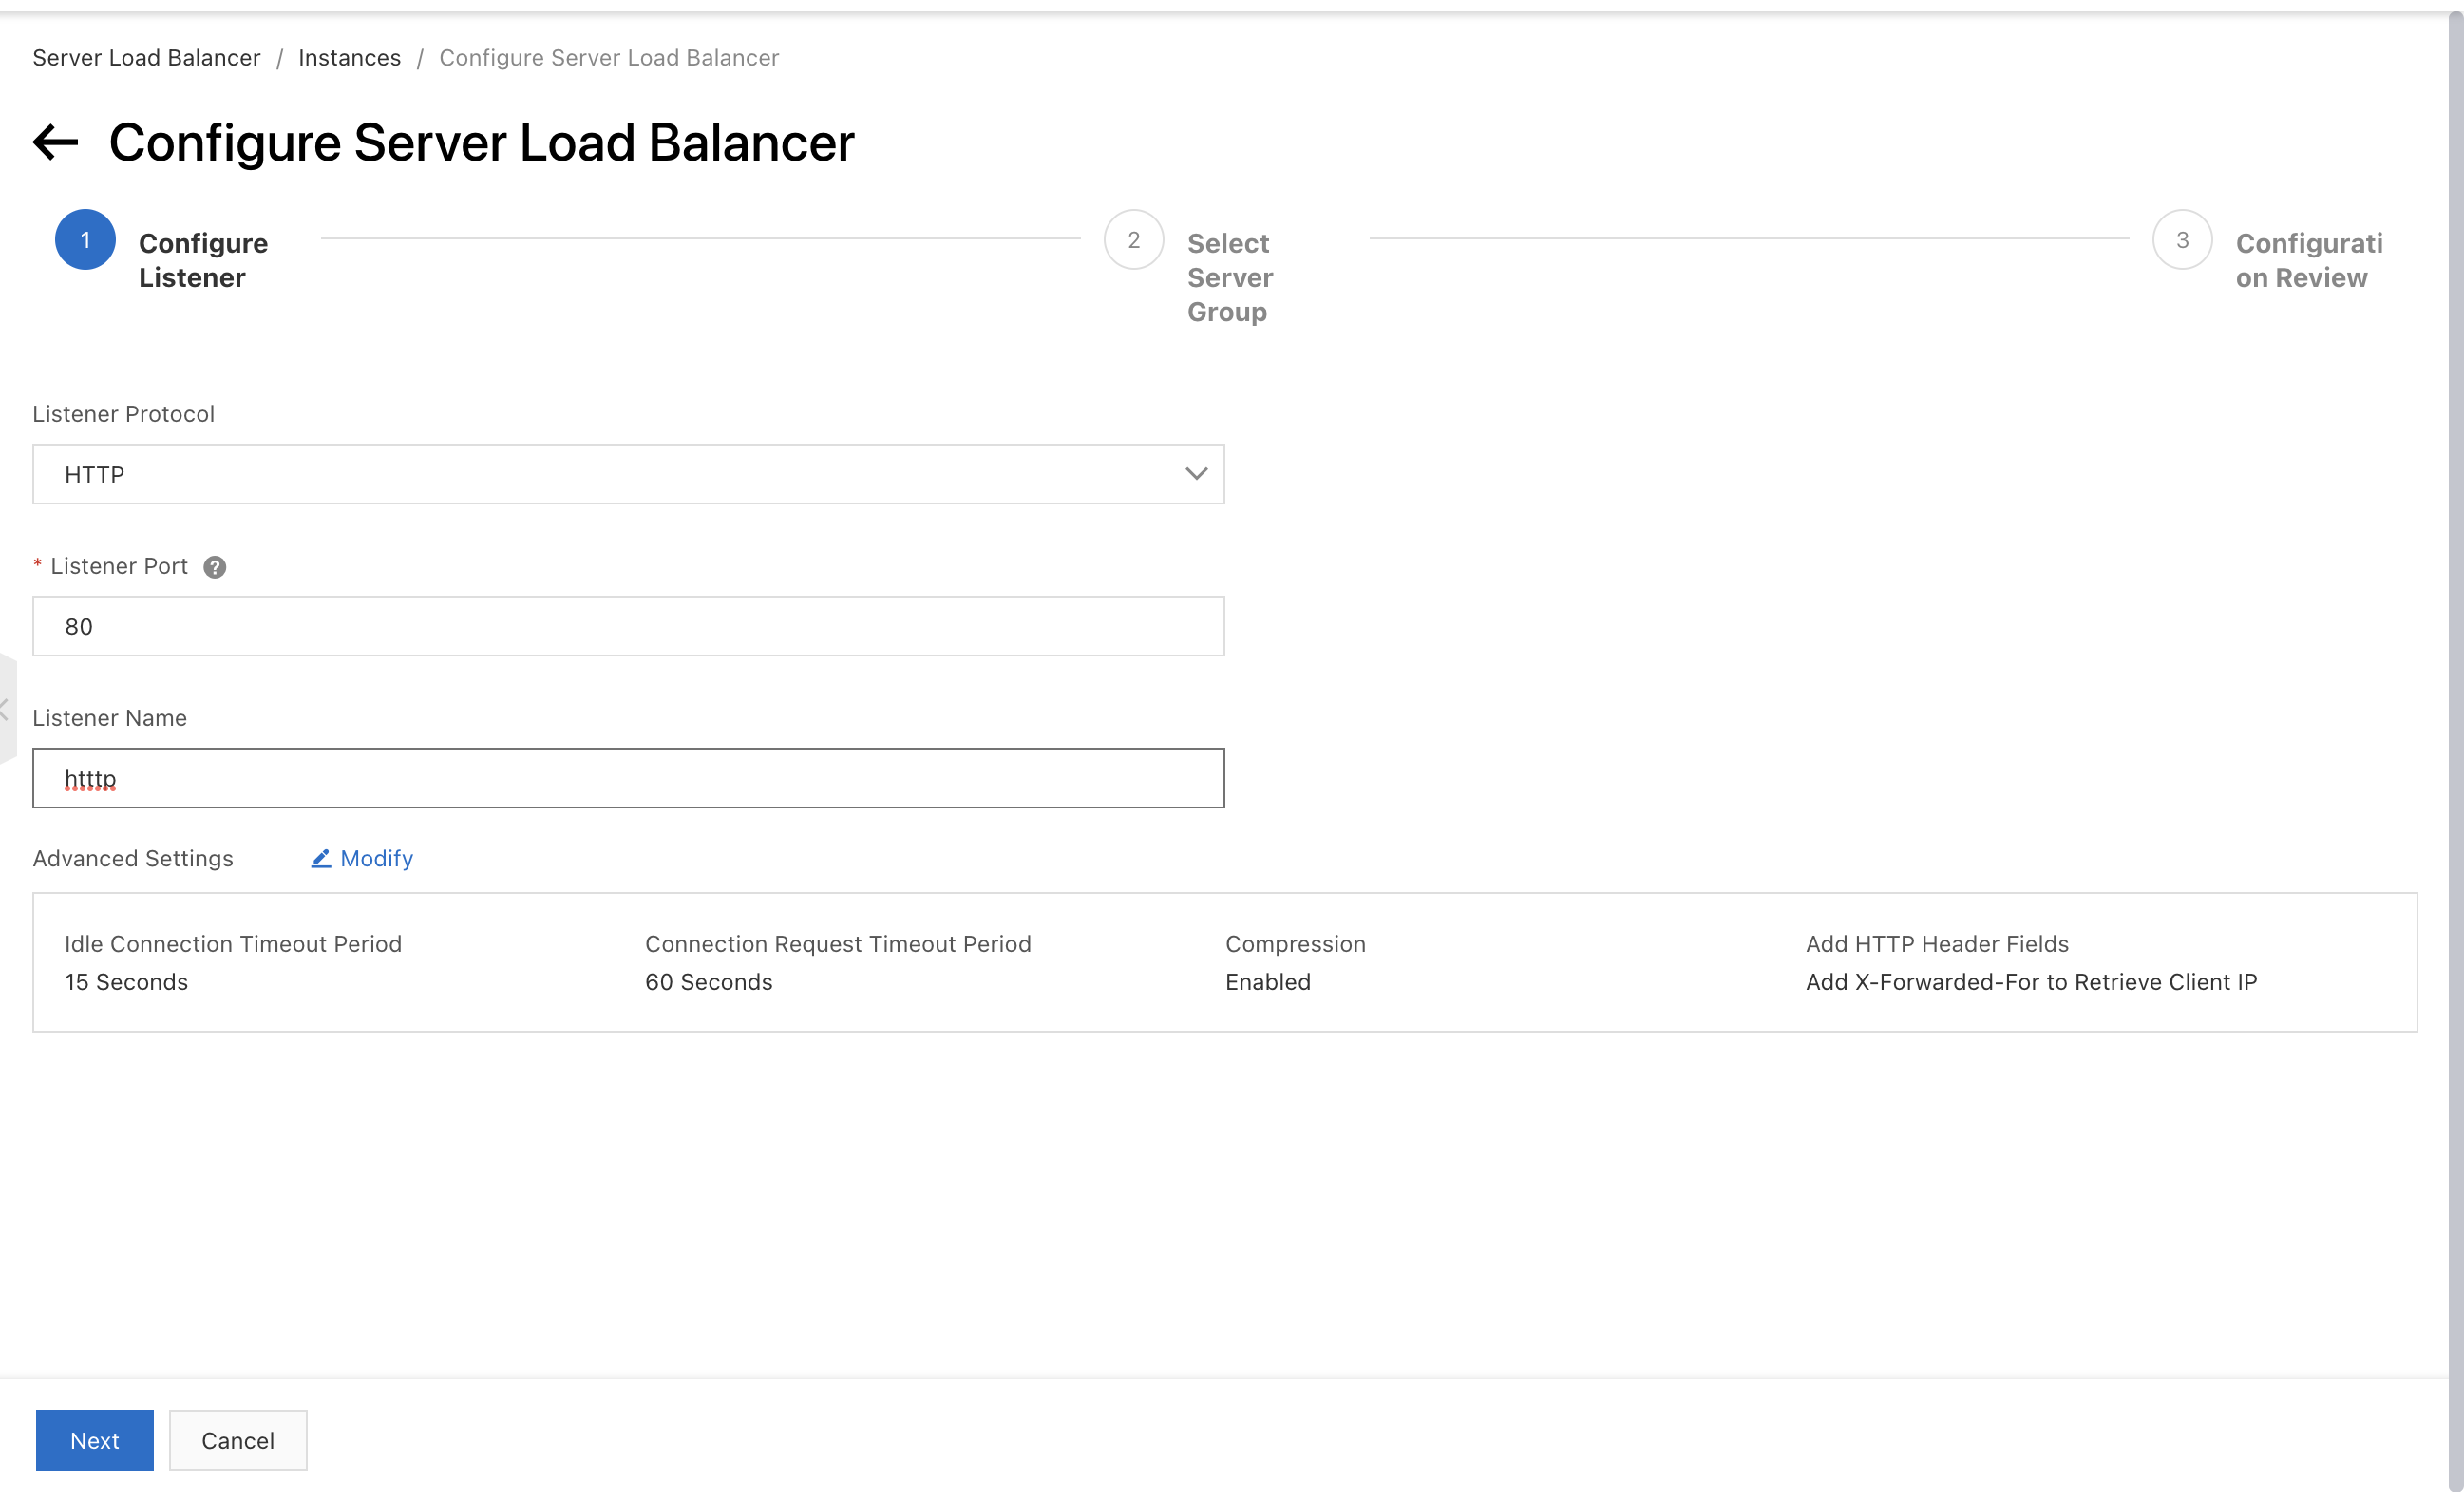 Server Load Balancer / Instances / Configure Server Load Balancer
Configure Server Load Balancer
1 Configure
Listener
2 Select
Server
Group
3 Configurati
on Review
Listener Protocol
HTTP
* Listener Port ?
80
Listener Name
htttp
Advanced Settings Modify
Idle Connection Timeout Period Connection Request Timeout Period Compression Add HTTP Header Fields
15 Seconds 60 Seconds Enabled Add X-Forwarded-For to Retrieve Client IP
Next Cancel